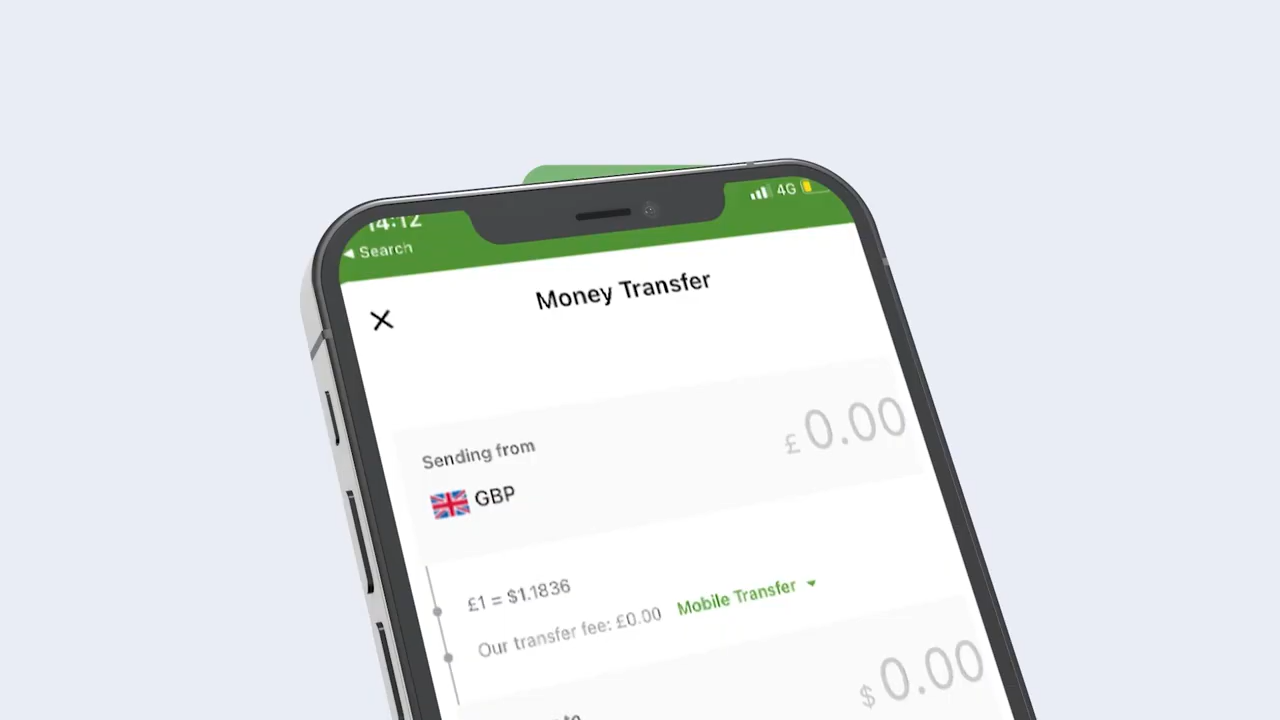 14:12
4G
◀ Search
Money Transfer
£0.00
Sending from
GBP
£1 = $1.1836
Our transfer fee: £0.00 Mobile Transfer
$0.00
to